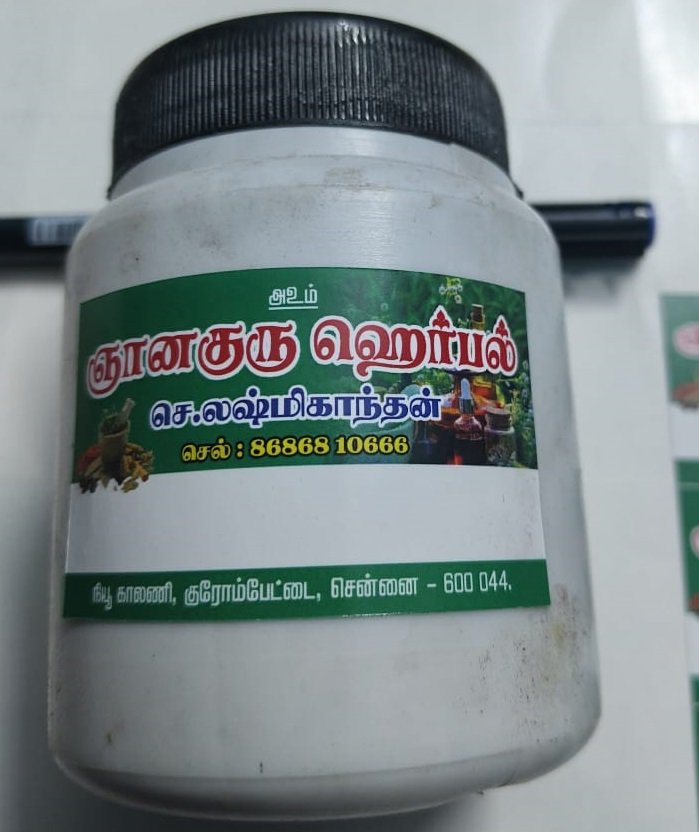 அஉம்
ஞானகுரு ஹெர்பல்
செ.லஷ்மிகாந்தன்
செல் : 86868 10666
நியூ காலணி, குரோம்பேட்டை, சென்னை - 600 044.